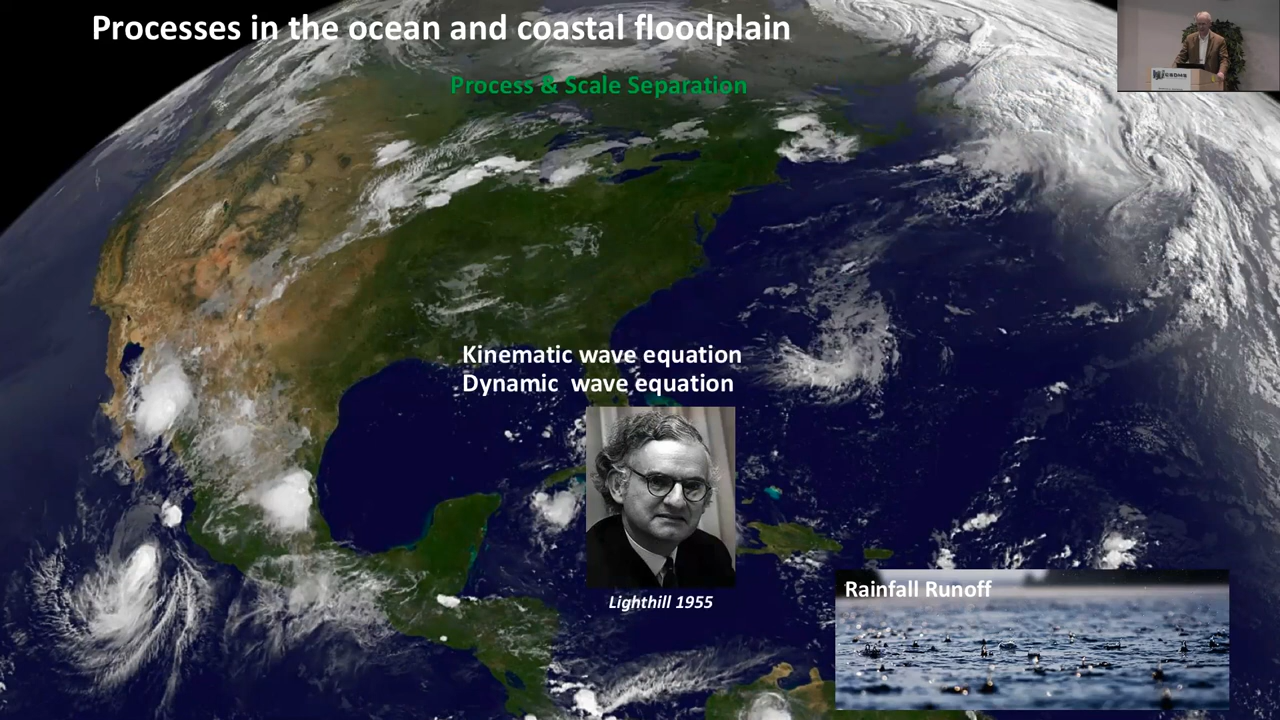 Processes in the ocean and coastal floodplain
Process & Scale Separation
Kinematic wave equation
Dynamic wave equation
Lighthill 1955
Rainfall Runoff
CSDMS